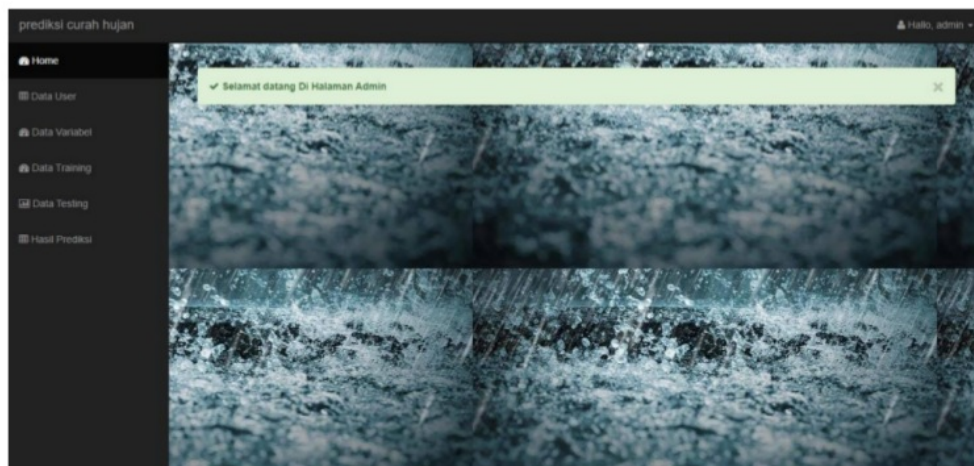 prediksi curah hujan
Hallo, admin
Home
Selamat datang Di Halaman Admin
Data User
Data Variabel
Data Training
Data Testing
Hasil Prediksi